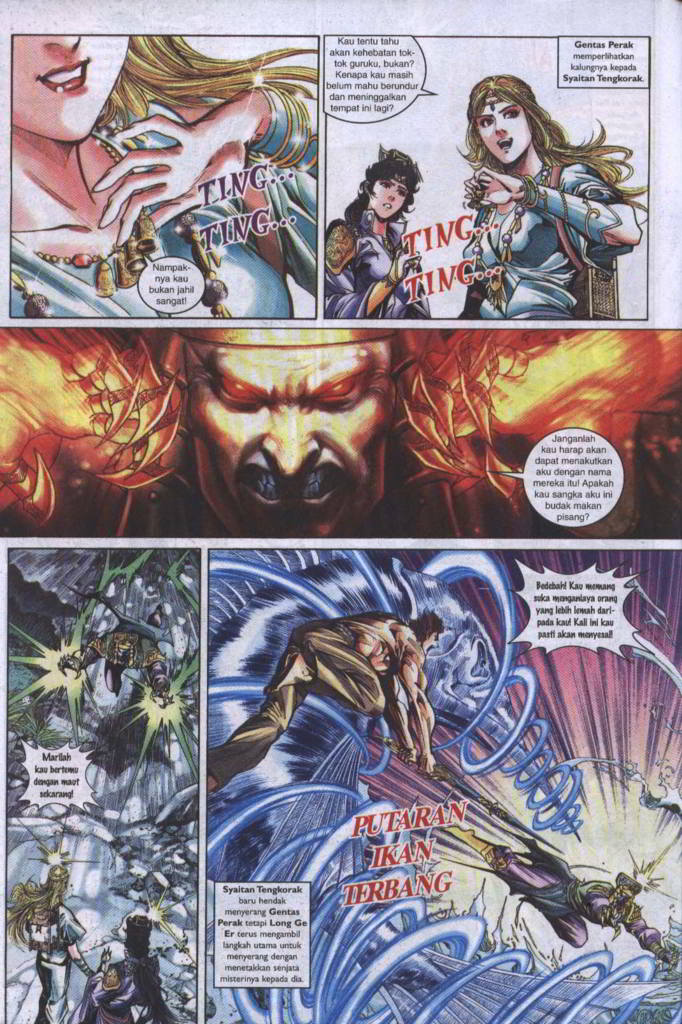 TING...
TING...
Nampak-
nya kau
bukan jahil
sangat!
Kau tentu tahu
akan kehebatan tok-
tok guruku, bukan?
Kenapa kau masih
belum mahu berundur
dan meninggalkan
tempat ini lagi?
Gentas Perak
memperlihatkan
kalungnya kepada
Syaitan Tengkorak.
TING...
TING...
Janganlah
kau harap akan
dapat menakutkan
aku dengan nama
mereka itu! Apakah
kau sangka aku ini
budak makan
pisang?
Marilah
kau bertemu
dengan maut
sekarang!
Bedebah! Kau memang
suka menganiaya orang
yang lebih lemah dari-
pada kau! Kali ini kau
pasti akan menyesal!
PUTARAN
IKAN
TERBANG
Syaitan Tengkorak
baru hendak
menyerang Gentas
Perak tetapi Long Ge
Er terus mengambil
langkah utama untuk
menyerang dengan
menetakkan senjata
misterinya kepada dia.